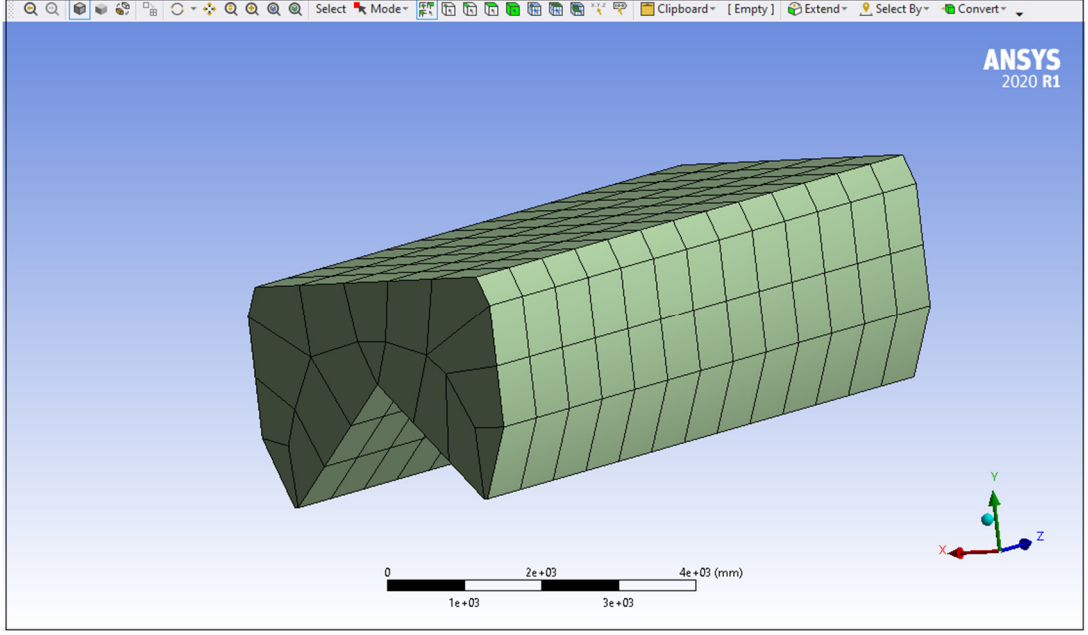 Select Mode Clipboard [ Empty ] Extend Select By Convert
ANSYS
2020 R1
Y
X
Z
0 2e+03 4e+03 (mm)
1e+03 3e+03